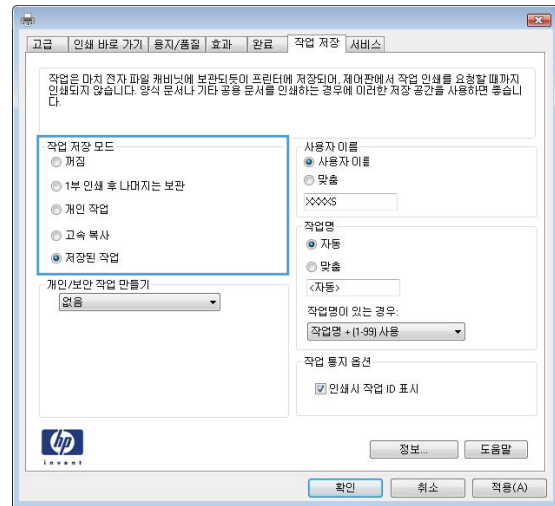 고급 인쇄 바로 가기 용지/품질 효과 완료 작업 저장 서비스
작업은 마치 전자 파일 캐비닛에 보관되듯이 프린터에 저장되어, 제어판에서 작업 인쇄를 요청할 때까지
인쇄되지 않습니다. 양식 문서나 기타 공용 문서를 인쇄하는 경우에 이러한 저장 공간을 사용하면 좋습니
다.
작업 저장 모드
꺼짐
1부 인쇄 후 나머지는 보관
개인 작업
고속 복사
저장된 작업
개인/보안 작업 만들기
없음
사용자 이름
사용자 이름
맞춤
XXXXS
작업명
자동
맞춤
<자동>
작업명이 있는 경우:
작업명 + (1-99) 사용
작업 통지 옵션
인쇄시 작업 ID 표시
hp
invent
정보... 도움말
확인 취소 적용(A)